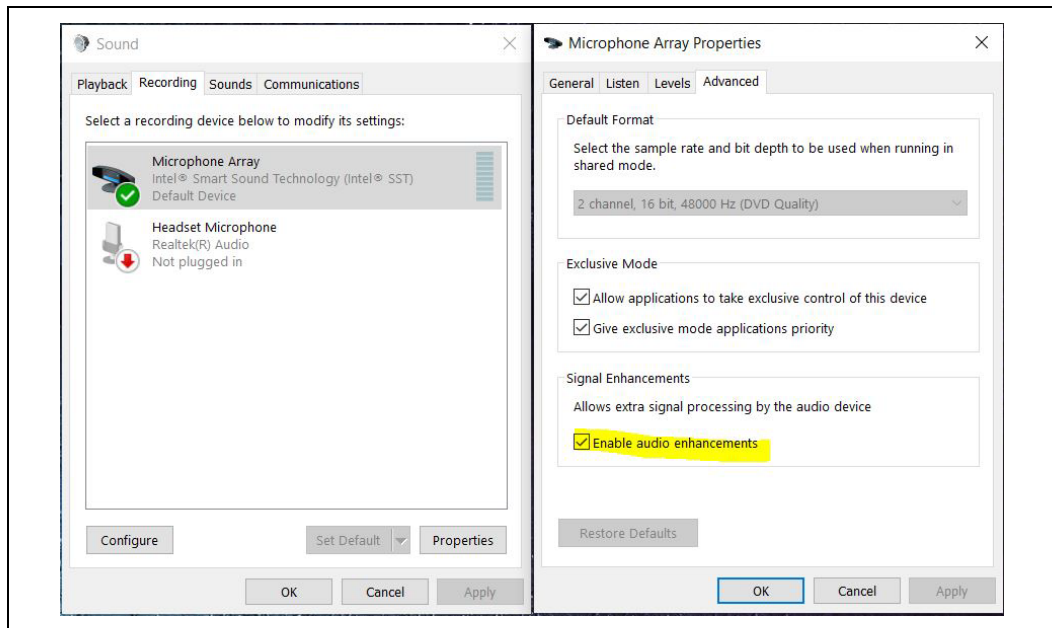 Sound
Playback Recording Sounds Communications
Select a recording device below to modify its settings:
Microphone Array
Intel® Smart Sound Technology (Intel® SST)
Default Device
Headset Microphone
Realtek(R) Audio
Not plugged in
Configure Set Default Properties
OK Cancel Apply
Microphone Array Properties
General Listen Levels Advanced
Default Format
Select the sample rate and bit depth to be used when running in
shared mode.
2 channel, 16 bit, 48000 Hz (DVD Quality)
Exclusive Mode
Allow applications to take exclusive control of this device
Give exclusive mode applications priority
Signal Enhancements
Allows extra signal processing by the audio device
Enable audio enhancements
Restore Defaults
OK Cancel Apply